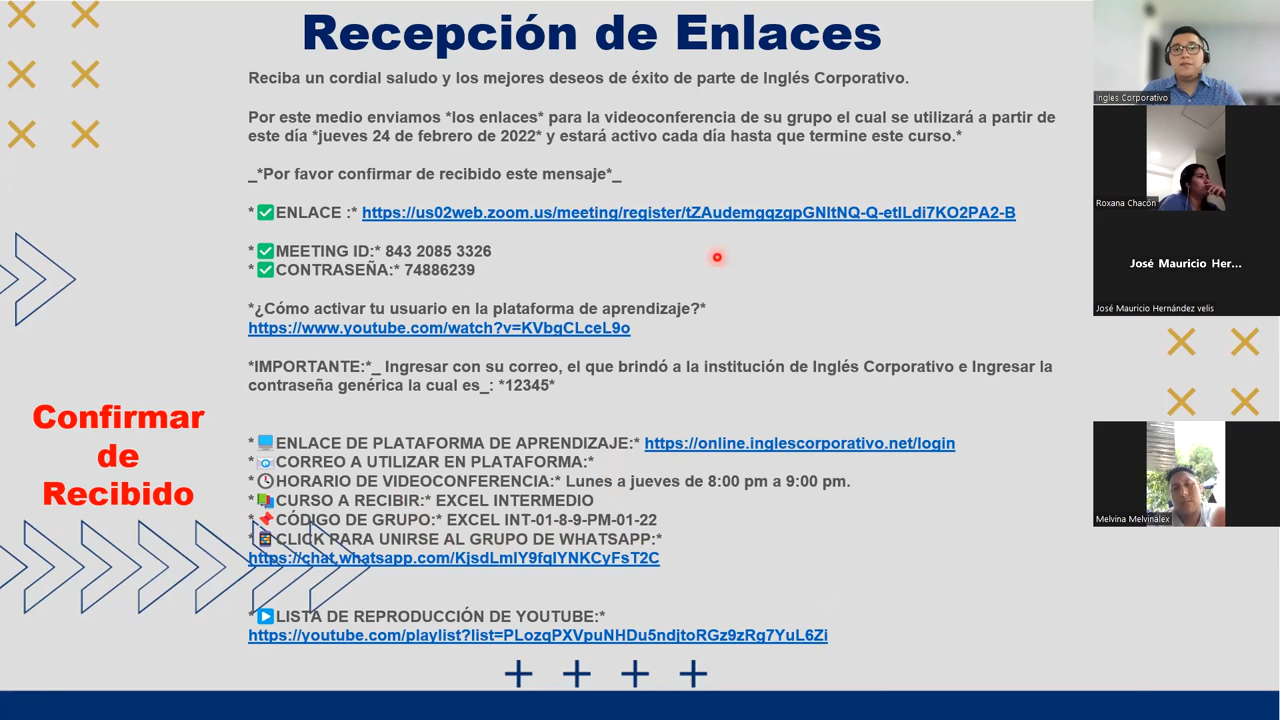 Recepción de Enlaces
Reciba un cordial saludo y los mejores deseos de éxito de parte de Inglés Corporativo.
Por este medio enviamos *los enlaces* para la videoconferencia de su grupo el cual se utilizará a partir de
este día *jueves 24 de febrero de 2022* y estará activo cada día hasta que termine este curso.*
_*Por favor confirmar de recibido este mensaje*_
*✅ENLACE :* https://us02web.zoom.us/meeting/register/tZAudemgqzgpGNItNQ-Q-etlLdi7KO2PA2-B
*✅MEETING ID:* 843 2085 3326
*✅CONTRASEÑA:* 74886239
*¿Cómo activar tu usuario en la plataforma de aprendizaje?*
https://www.youtube.com/watch?v=KVbgCLceL9o
*IMPORTANTE:*_ Ingresar con su correo, el que brindó a la institución de Inglés Corporativo e Ingresar la
contraseña genérica la cual es_: *12345*
*🖥️ENLACE DE PLATAFORMA DE APRENDIZAJE:* https://online.inglescorporativo.net/login
*📧CORREO A UTILIZAR EN PLATAFORMA:*
*🕒HORARIO DE VIDEOCONFERENCIA:* Lunes a jueves de 8:00 pm a 9:00 pm.
*📚CURSO A RECIBIR:* EXCEL INTERMEDIO
*📌CÓDIGO DE GRUPO:* EXCEL INT-01-8-9-PM-01-22
*📱CLICK PARA UNIRSE AL GRUPO DE WHATSAPP:*
https://chat.whatsapp.com/KjsdLmIY9fqIYNKCyFsT2C
*▶️LISTA DE REPRODUCCIÓN DE YOUTUBE:*
https://youtube.com/playlist?list=PLozqPXVpuNHDu5ndjtoRGz9zRg7YuL6Zi
Confirmar
de
Recibido
Ingles Corporativo
Roxana Chacón
José Mauricio Her...
José Mauricio Hernández velis
Melvina Melvinalex